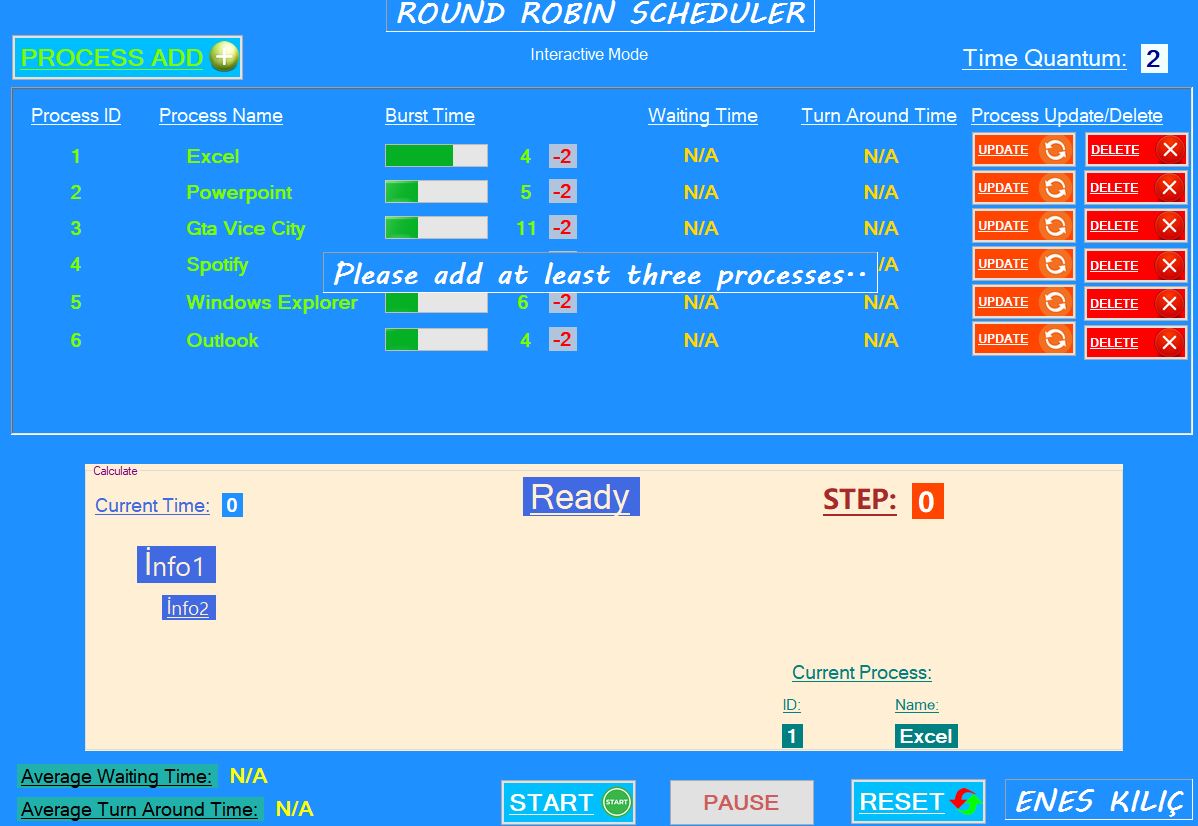 ROUND ROBIN SCHEDULER
PROCESS ADD
Interactive Mode
Time Quantum: 2
Process ID Process Name Burst Time Waiting Time Turn Around Time Process Update/Delete
1 Excel 4 -2 N/A N/A UPDATE DELETE
2 Powerpoint 5 -2 N/A N/A UPDATE DELETE
3 Gta Vice City 11 -2 N/A N/A UPDATE DELETE
4 Spotify /A UPDATE DELETE
Please add at least three processes..
5 Windows Explorer 6 -2 N/A N/A UPDATE DELETE
6 Outlook 4 -2 N/A N/A UPDATE DELETE
Calculate
Current Time: 0 Ready STEP: 0
İnfo1
İnfo2
Current Process:
ID: Name:
1 Excel
Average Waiting Time: N/A
Average Turn Around Time: N/A
START START PAUSE RESET ENES KILIÇ